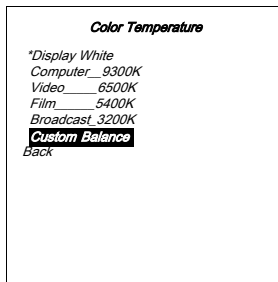 Color Temperature
*Display White
Computer__9300K
Video_____6500K
Film______5400K
Broadcast_3200K
Custom Balance
Back